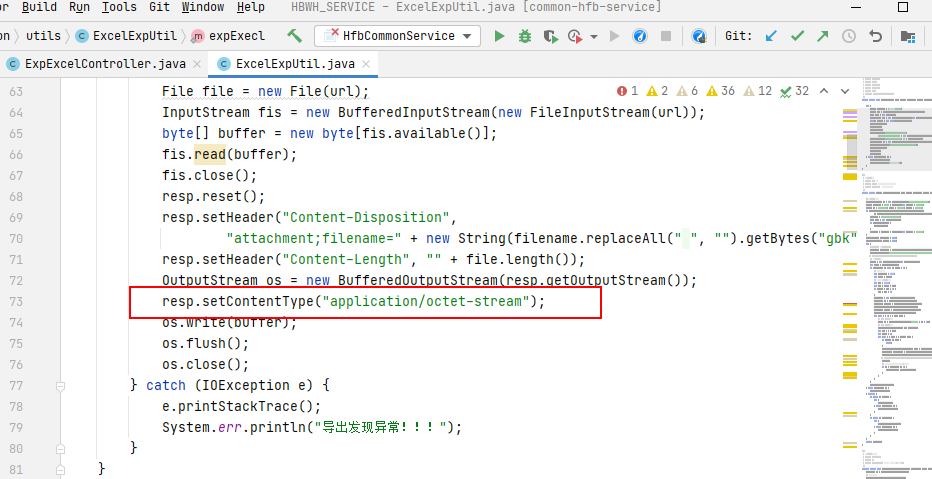 or Build Run Tools Git Window Help HBWH_SERVICE - ExcelExpUtil.java [common-hfb-service]
on utils ExcelExpUtil expExecl HfbCommonService Git:
ExpExcelController.java ExcelExpUtil.java
63 File file = new File(url); 1 2 6 36 12 32
64 InputStream fis = new BufferedInputStream(new FileInputStream(url));
65 byte[] buffer = new byte[fis.available()];
66 fis.read(buffer);
67 fis.close();
68 resp.reset();
69 resp.setHeader("Content-Disposition",
70 "attachment;filename=" + new String(filename.replaceAll(" ", "").getBytes("gbk"
71 resp.setHeader("Content-Length", "" + file.length());
72 OutputStream os = new BufferedOutputStream(resp.getOutputStream());
73 resp.setContentType("application/octet-stream");
74 os.write(buffer);
75 os.flush();
76 os.close();
77 } catch (IOException e) {
78 e.printStackTrace();
79 System.err.println("导出发现异常！！！");
80 }
81 }